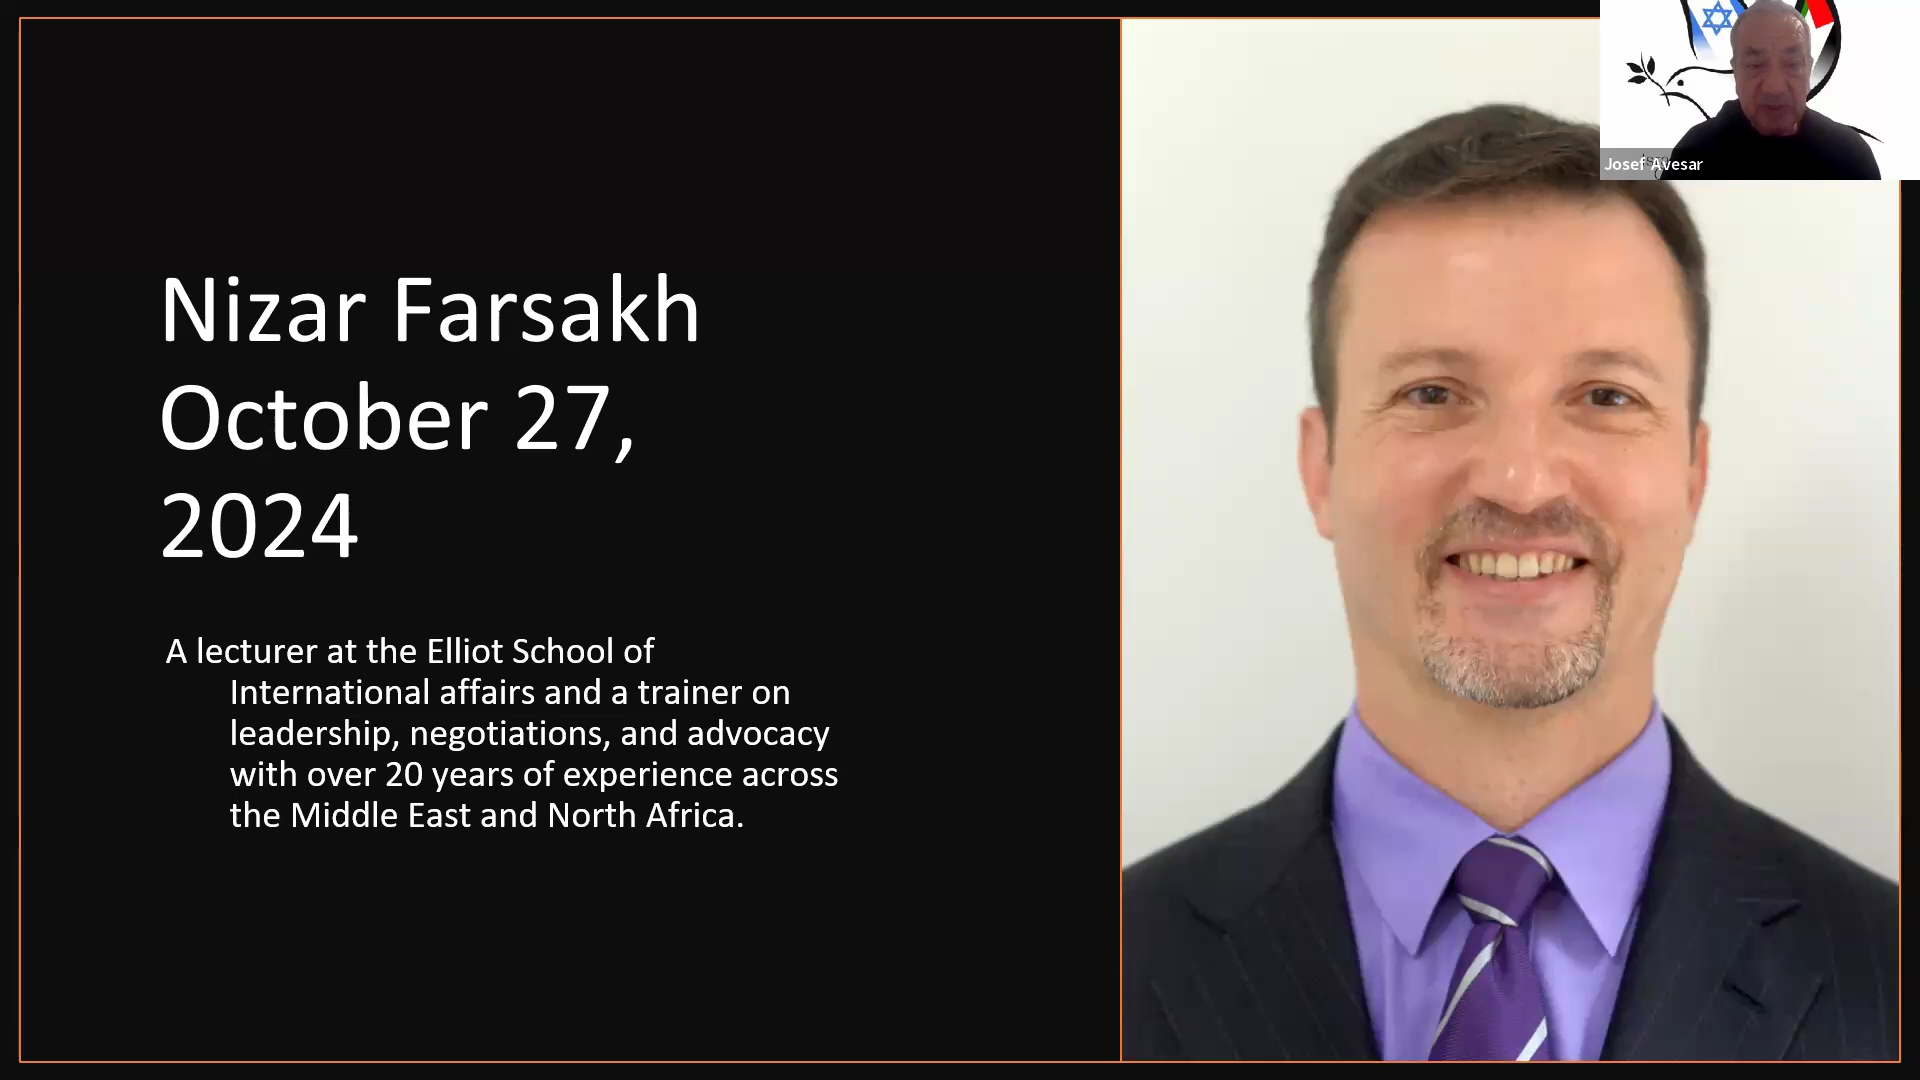 Nizar Farsakh
October 27,
2024
A lecturer at the Elliot School of
International affairs and a trainer on
leadership, negotiations, and advocacy
with over 20 years of experience across
the Middle East and North Africa.
Josef Avesar